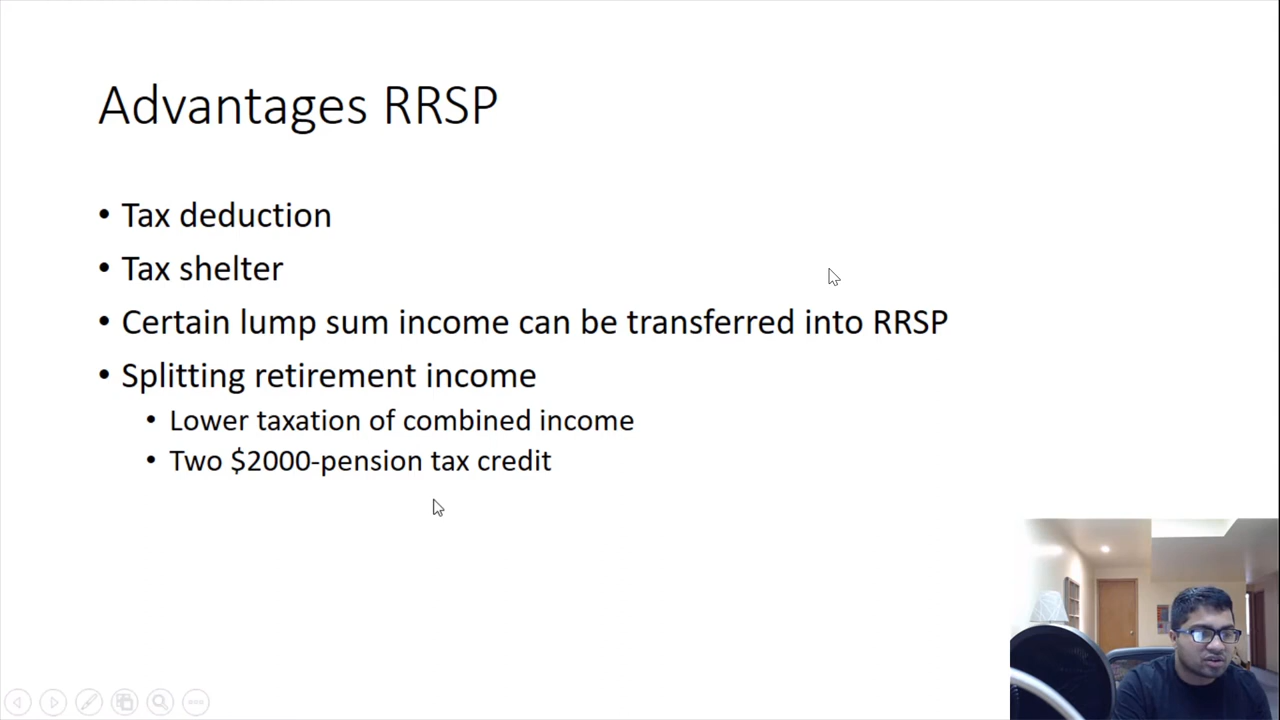 Advantages RRSP
• Tax deduction
• Tax shelter
• Certain lump sum income can be transferred into RRSP
• Splitting retirement income
• Lower taxation of combined income
• Two $2000-pension tax credit